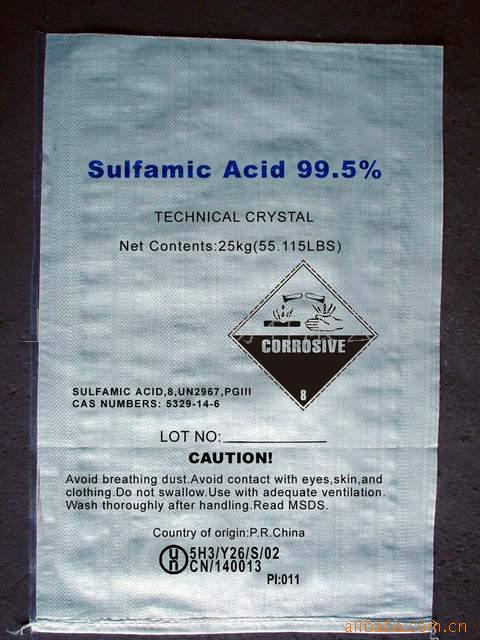 Sulfamic Acid 99.5%
TECHNICAL CRYSTAL
Net Contents:25kg(55.115LBS)
CORROSIVE
8
SULFAMIC ACID,8,UN2967,PGIII
CAS NUMBERS: 5329-14-6
LOT NO:____________
CAUTION!
Avoid breathing dust.Avoid contact with eyes,skin,and
clothing.Do not swallow.Use with adequate ventilation.
Wash thoroughly after handling.Read MSDS.
Country of origin:P.R.China
un 5H3/Y26/S/02
CN/140013
PI:011
alibaba.com.cn